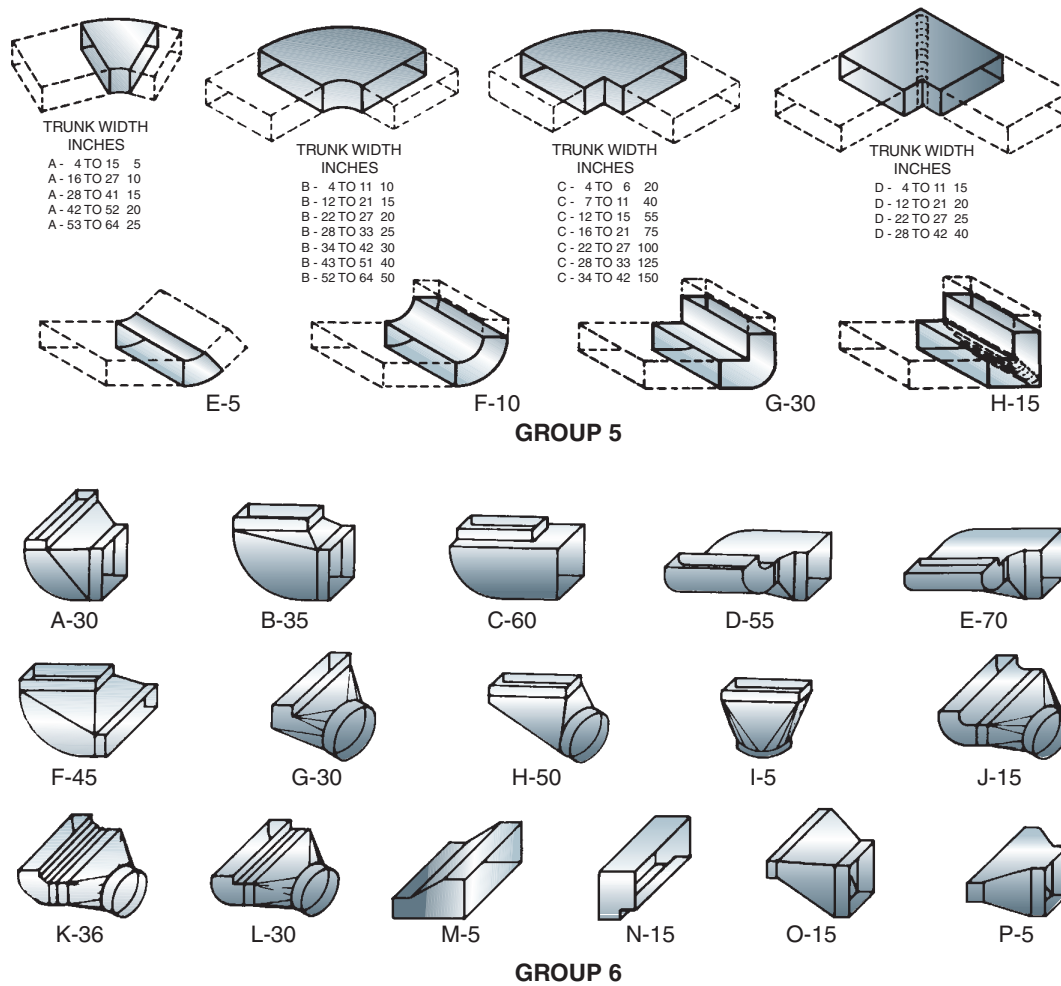 TRUNK WIDTH
INCHES
A - 4 TO 15 5
A - 16 TO 27 10
A - 28 TO 41 15
A - 42 TO 52 20
A - 53 TO 64 25
TRUNK WIDTH
INCHES
B - 4 TO 11 10
B - 12 TO 21 15
B - 22 TO 27 20
B - 28 TO 33 25
B - 34 TO 42 30
B - 43 TO 51 40
B - 52 TO 64 50
TRUNK WIDTH
INCHES
C - 4 TO 6 20
C - 7 TO 11 40
C - 12 TO 15 55
C - 16 TO 21 75
C - 22 TO 27 100
C - 28 TO 33 125
C - 34 TO 42 150
TRUNK WIDTH
INCHES
D - 4 TO 11 15
D - 12 TO 21 20
D - 22 TO 27 25
D - 28 TO 42 40
E-5 F-10 G-30 H-15
GROUP 5
A-30 B-35 C-60 D-55 E-70
F-45 G-30 H-50 I-5 J-15
K-36 L-30 M-5 N-15 O-15 P-5
GROUP 6